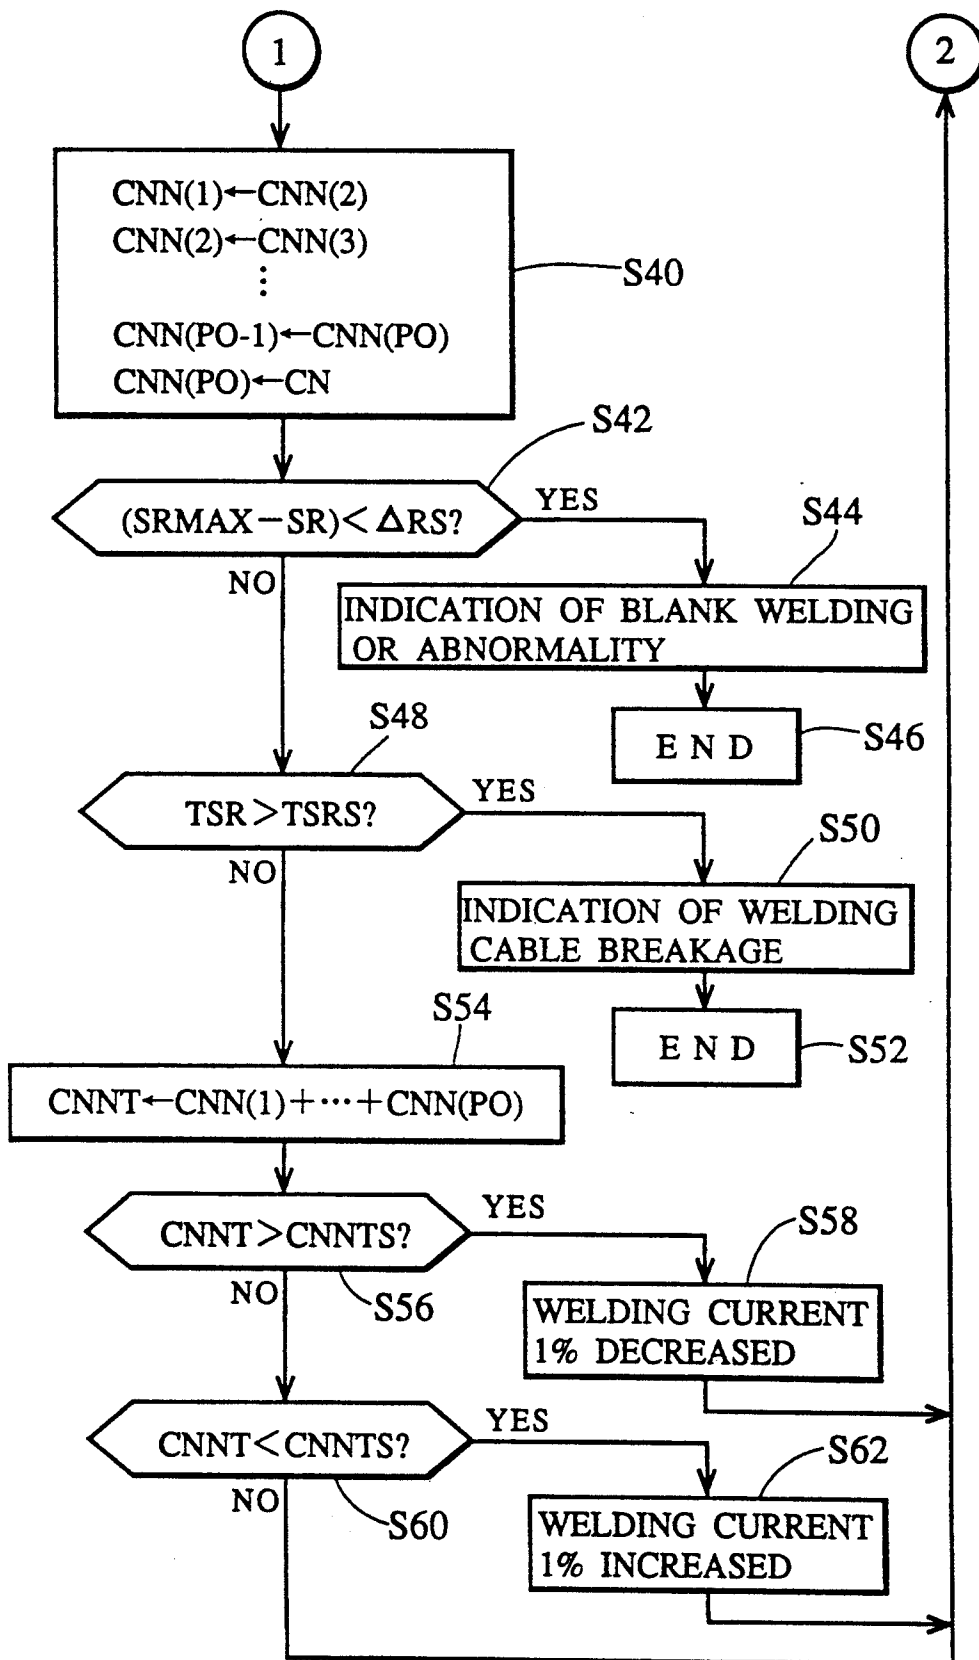 1
2
CNN(1)←CNN(2)
CNN(2)←CNN(3)
⋮
CNN(PO-1)←CNN(PO)
CNN(PO)←CN
S40
S42
(SRMAX－SR)＜△RS?
YES
NO
S44
INDICATION OF BLANK WELDING
OR ABNORMALITY
END
S46
S48
TSR＞TSRS?
YES
NO
S50
INDICATION OF WELDING
CABLE BREAKAGE
END
S52
S54
CNNT←CNN(1)+⋯+CNN(PO)
CNNT＞CNNTS?
YES
NO
S56
S58
WELDING CURRENT
1% DECREASED
CNNT＜CNNTS?
YES
NO
S60
S62
WELDING CURRENT
1% INCREASED